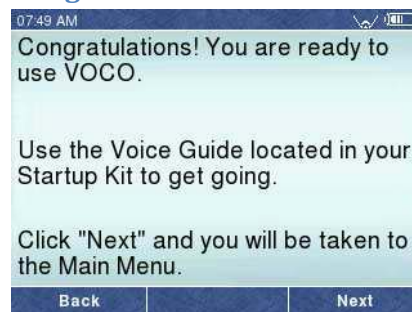 07:49 AM
Congratulations! You are ready to
use VOCO.
Use the Voice Guide located in your
Startup Kit to get going.
Click "Next" and you will be taken to
the Main Menu.
Back Next